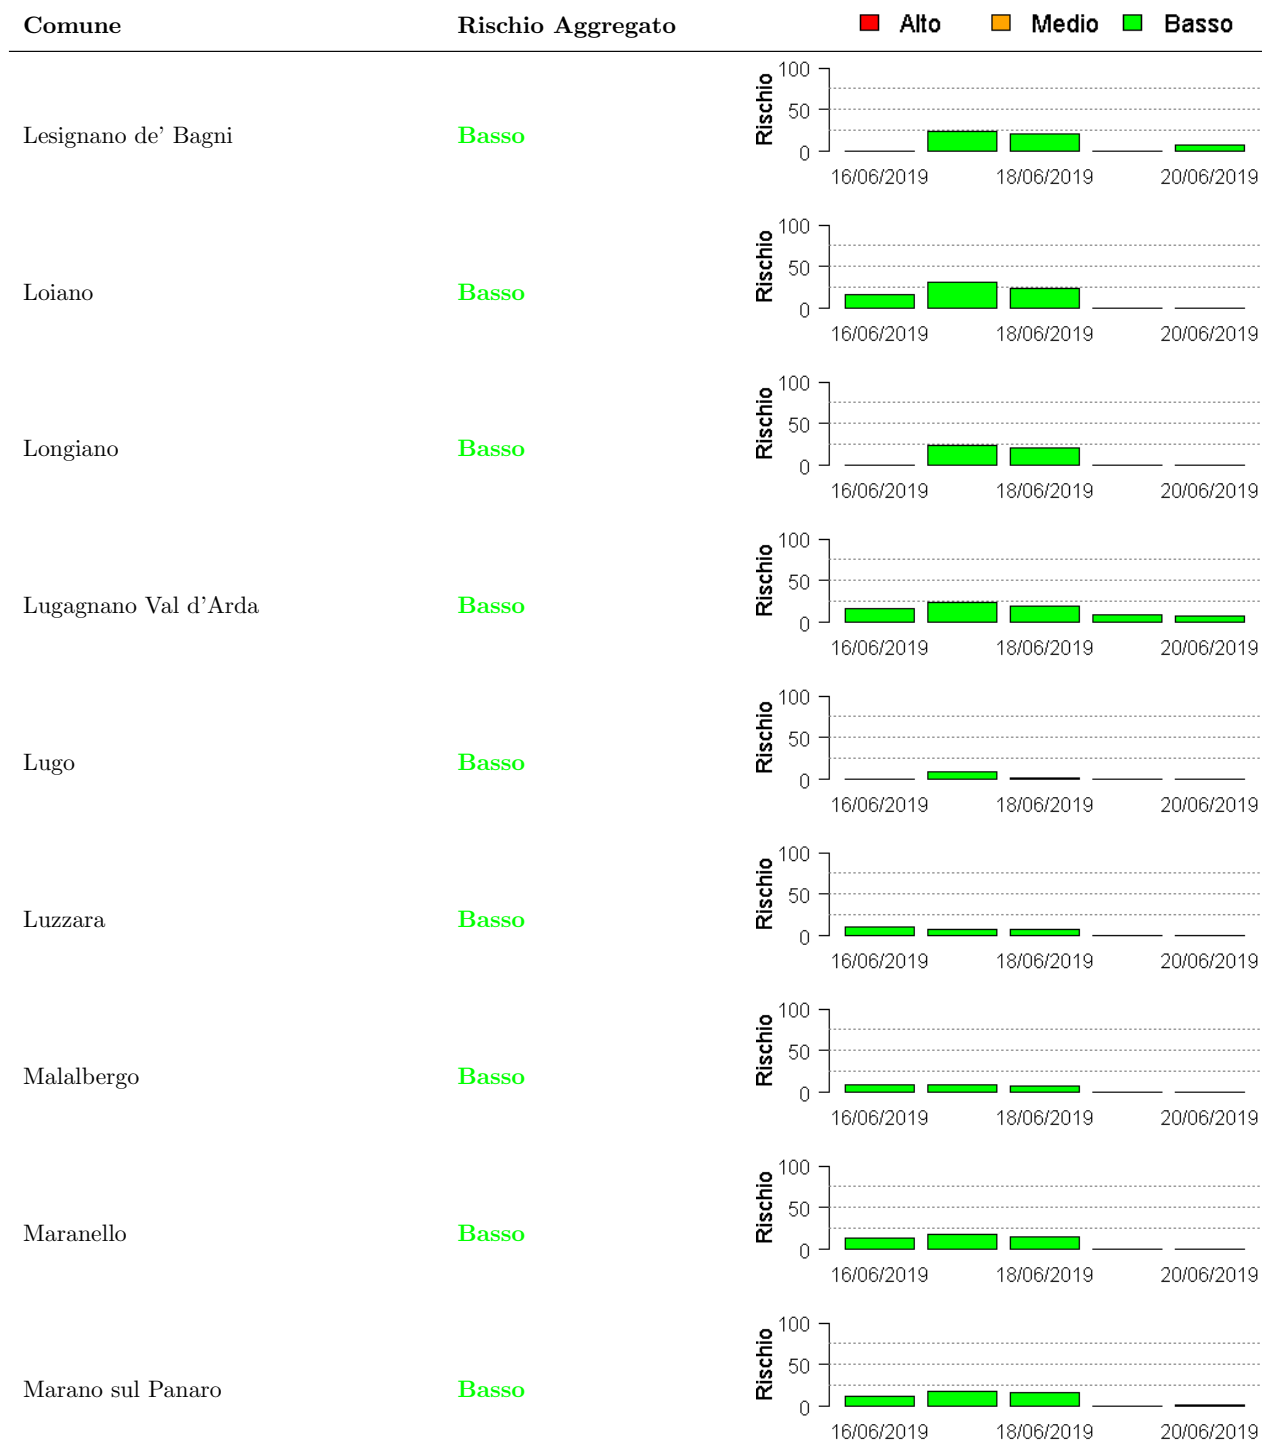 Comune Rischio Aggregato Alto Medio Basso
Lesignano de' Bagni Basso Rischio 100 50 0
16/06/2019 18/06/2019 20/06/2019
Loiano Basso Rischio 100 50 0
16/06/2019 18/06/2019 20/06/2019
Longiano Basso Rischio 100 50 0
16/06/2019 18/06/2019 20/06/2019
Lugagnano Val d'Arda Basso Rischio 100 50 0
16/06/2019 18/06/2019 20/06/2019
Lugo Basso Rischio 100 50 0
16/06/2019 18/06/2019 20/06/2019
Luzzara Basso Rischio 100 50 0
16/06/2019 18/06/2019 20/06/2019
Malalbergo Basso Rischio 100 50 0
16/06/2019 18/06/2019 20/06/2019
Maranello Basso Rischio 100 50 0
16/06/2019 18/06/2019 20/06/2019
Marano sul Panaro Basso Rischio 100 50 0
16/06/2019 18/06/2019 20/06/2019